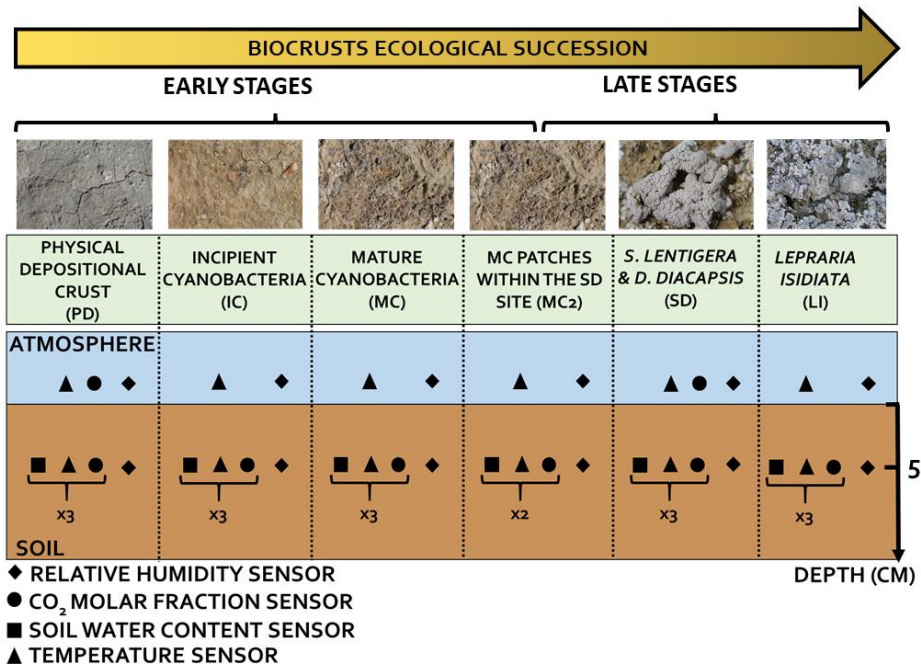 BIOCRUSTS ECOLOGICAL SUCCESSION
EARLY STAGES
LATE STAGES
PHYSICAL
DEPOSITIONAL
CRUST
(PD)
INCIPIENT
CYANOBACTERIA
(IC)
MATURE
CYANOBACTERIA
(MC)
MC PATCHES
WITHIN THE SD
SITE (MC2)
S. LENTIGERA
& D. DIACAPSIS
(SD)
LEPRARIA
ISIDIATA
(LI)
ATMOSPHERE
5
x3
x3
x3
x2
x3
x3
SOIL
DEPTH (CM)
RELATIVE HUMIDITY SENSOR
CO₂ MOLAR FRACTION SENSOR
SOIL WATER CONTENT SENSOR
TEMPERATURE SENSOR